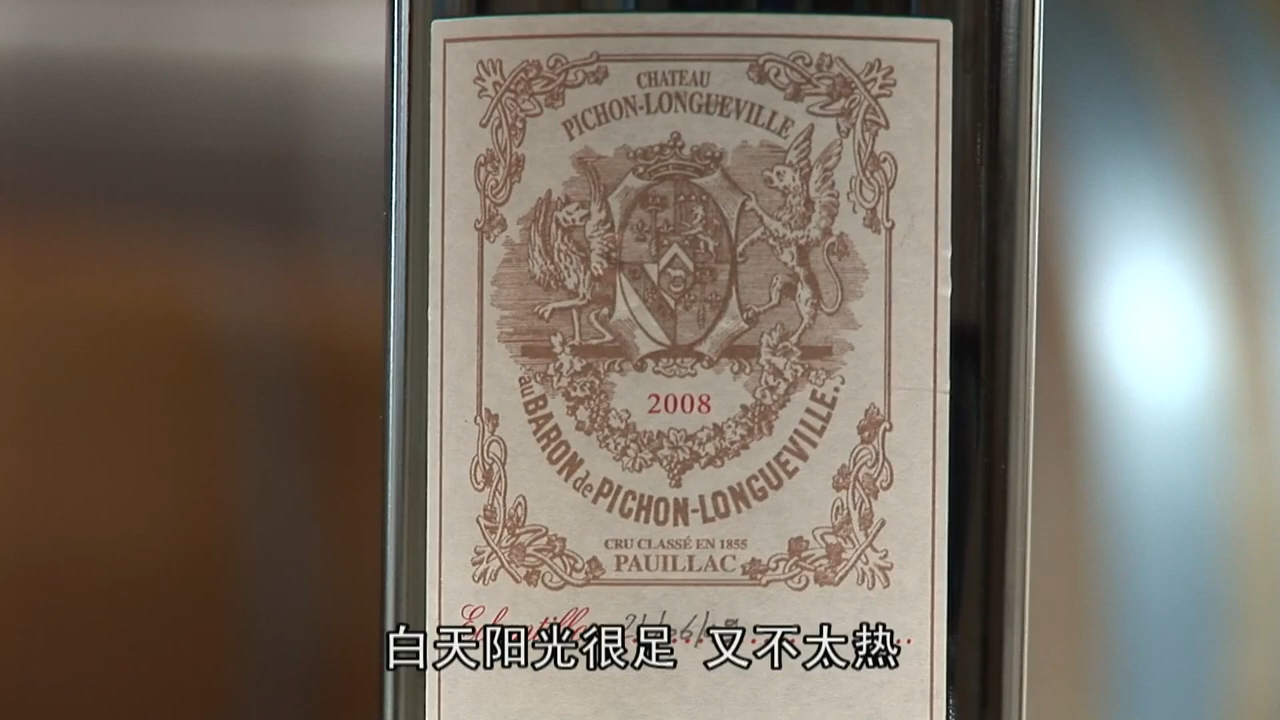 CHATEAU
PICHON-LONGUEVILLE
2008
au BARON de PICHON-LONGUEVILLE.
CRU CLASSÉ EN 1855
PAUILLAC
白天阳光很足 又不太热